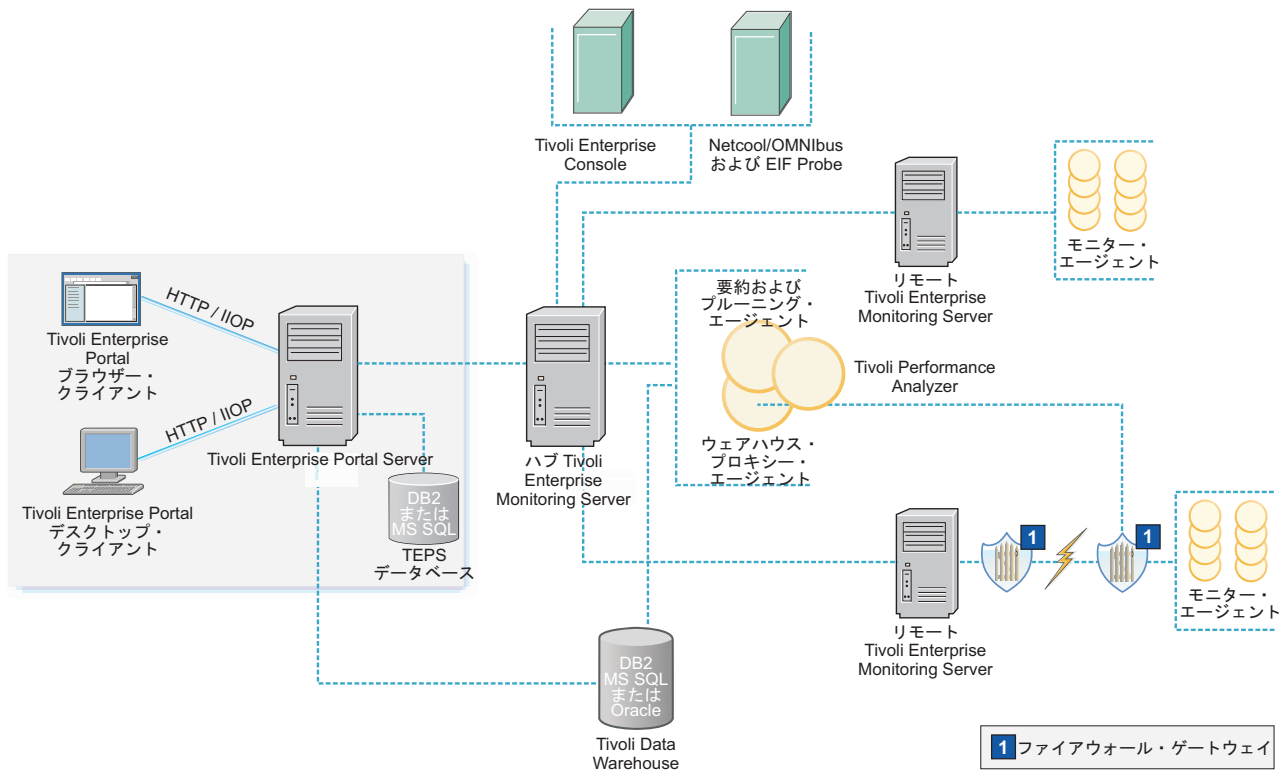 Tivoli Enterprise
Console
Netcool/OMNIbus
および EIF Probe
モニター・
エージェント
リモート
Tivoli Enterprise
Monitoring Server
要約および
プルーニング・
エージェント
Tivoli Performance
Analyzer
ウェアハウス・
プロキシー・
エージェント
HTTP / IIOP
Tivoli Enterprise
Portal
ブラウザー・
クライアント
HTTP / IIOP
Tivoli Enterprise Portal
デスクトップ・
クライアント
Tivoli Enterprise Portal Server
DB2
または
MS SQL
TEPS
データベース
ハブ Tivoli
Enterprise
Monitoring Server
1
1
モニター・
エージェント
リモート
Tivoli Enterprise
Monitoring Server
DB2
MS SQL
または
Oracle
Tivoli Data
Warehouse
1 ファイアウォール・ゲートウェイ